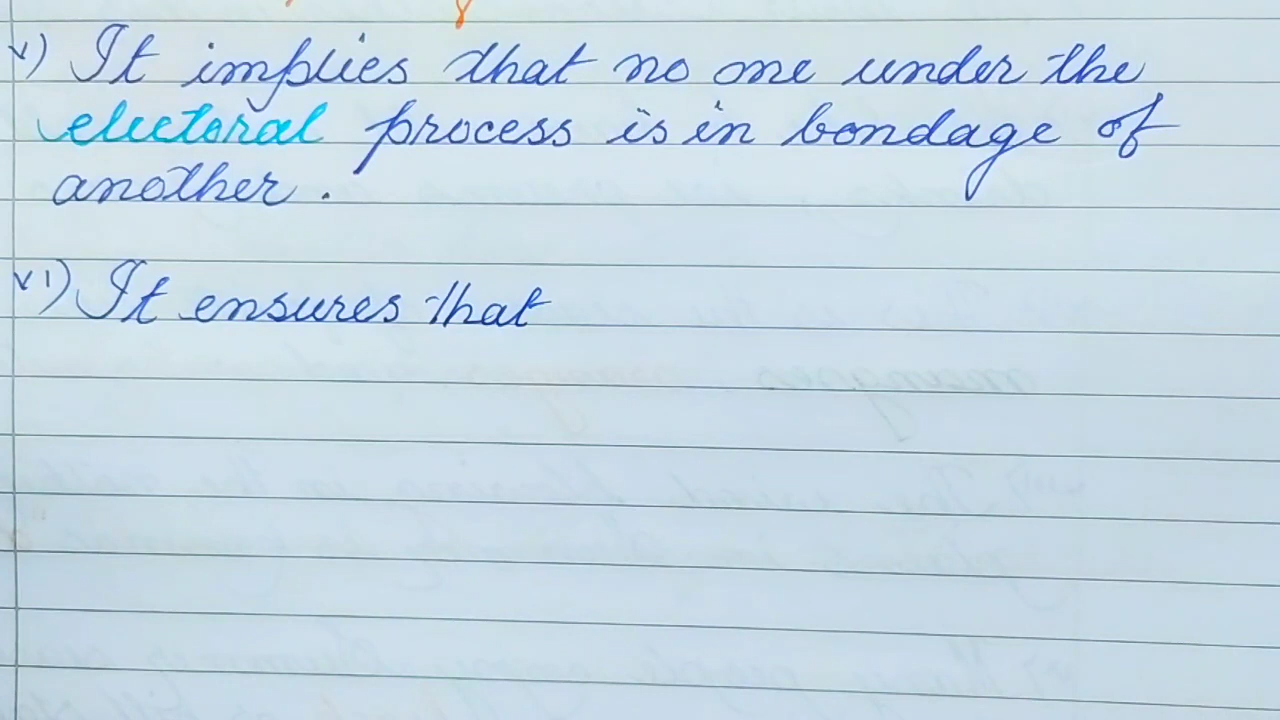 v) It implies that no one under the
electoral process is in bondage of
another.
vi) It ensures that